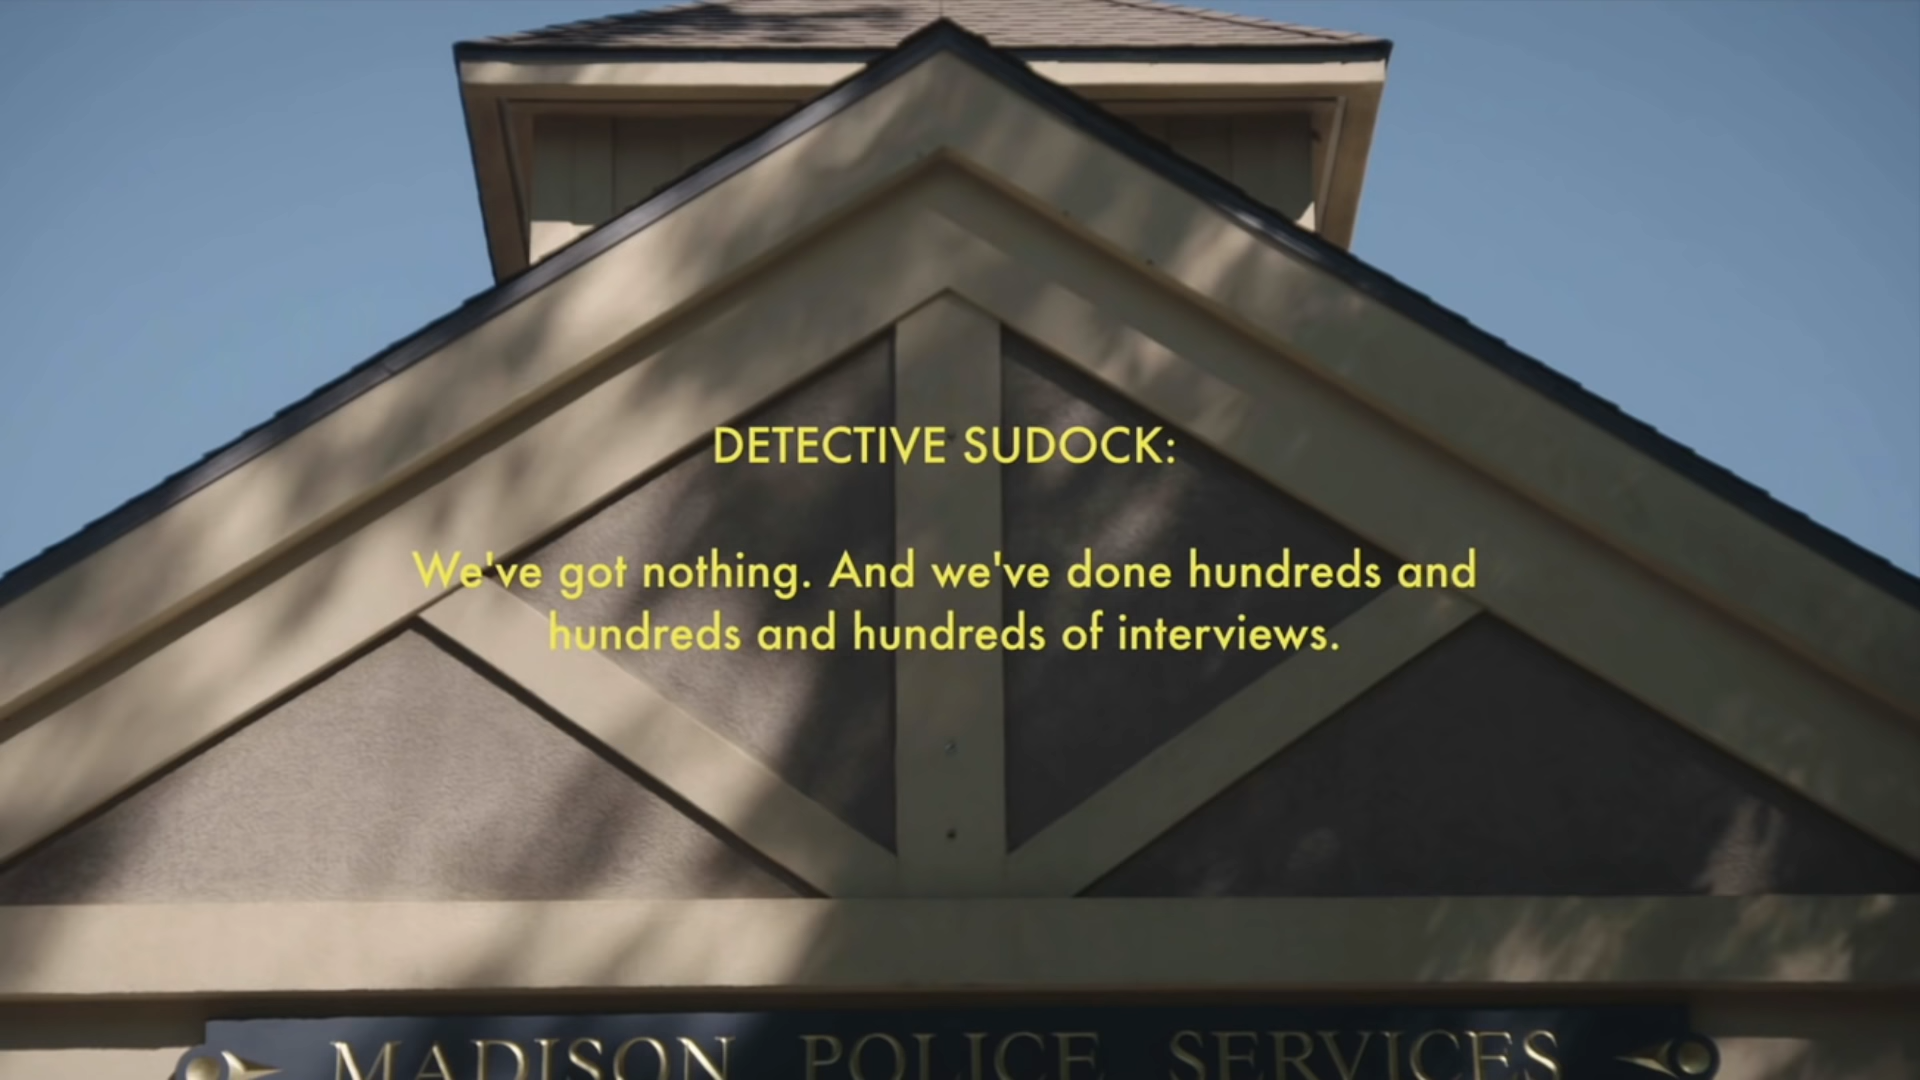 DETECTIVE SUDOCK:
We've got nothing. And we've done hundreds and
hundreds and hundreds of interviews.
MADISON POLICE SERVICES